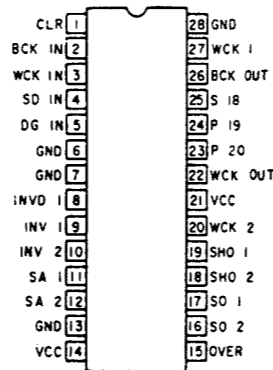 CLR 1 28 GND
BCK IN 2 27 WCK 1
WCK IN 3 26 BCK OUT
SD IN 4 25 S 18
DG IN 5 24 P 19
GND 6 23 P 20
GND 7 22 WCK OUT
INVD 1 8 21 VCC
INV 1 9 20 WCK 2
INV 2 10 19 SHO 1
SA 1 11 18 SHO 2
SA 2 12 17 SO 1
GND 13 16 SO 2
VCC 14 15 OVER